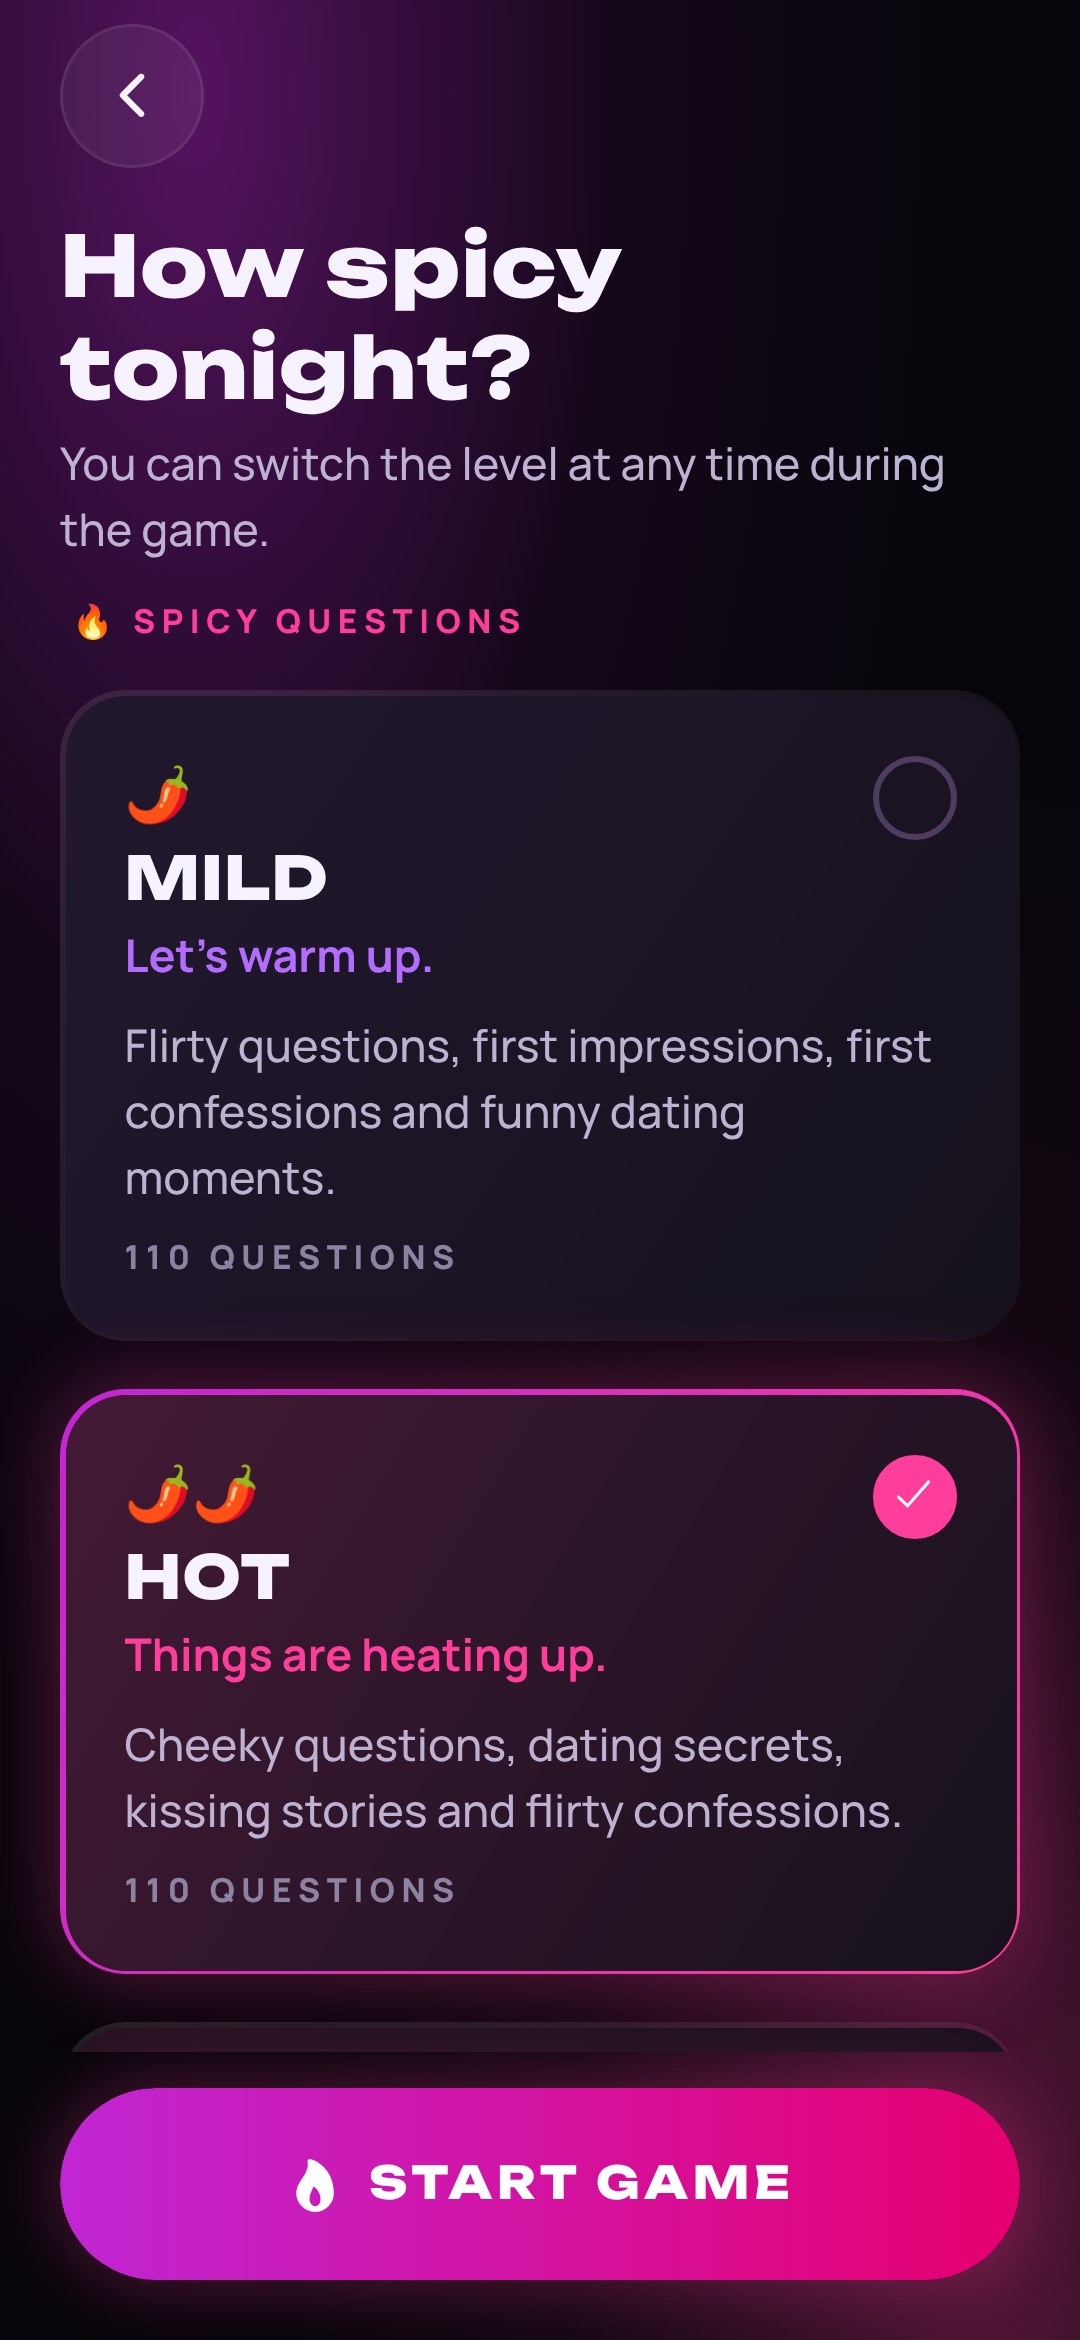 How spicy
tonight?
You can switch the level at any time during
the game.
🔥 SPICY QUESTIONS
🌶️
MILD
Let’s warm up.
Flirty questions, first impressions, first
confessions and funny dating
moments.
110 QUESTIONS
🌶️🌶️
HOT
Things are heating up.
Cheeky questions, dating secrets,
kissing stories and flirty confessions.
110 QUESTIONS
START GAME